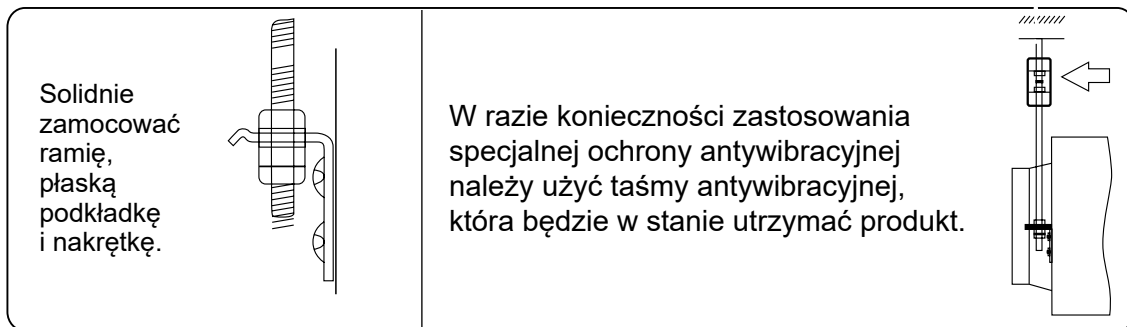 Solidnie
zamocować
ramię,
płaską
podkładkę
i nakrętkę.
W razie konieczności zastosowania
specjalnej ochrony antywibracyjnej
należy użyć taśmy antywibracyjnej,
która będzie w stanie utrzymać produkt.